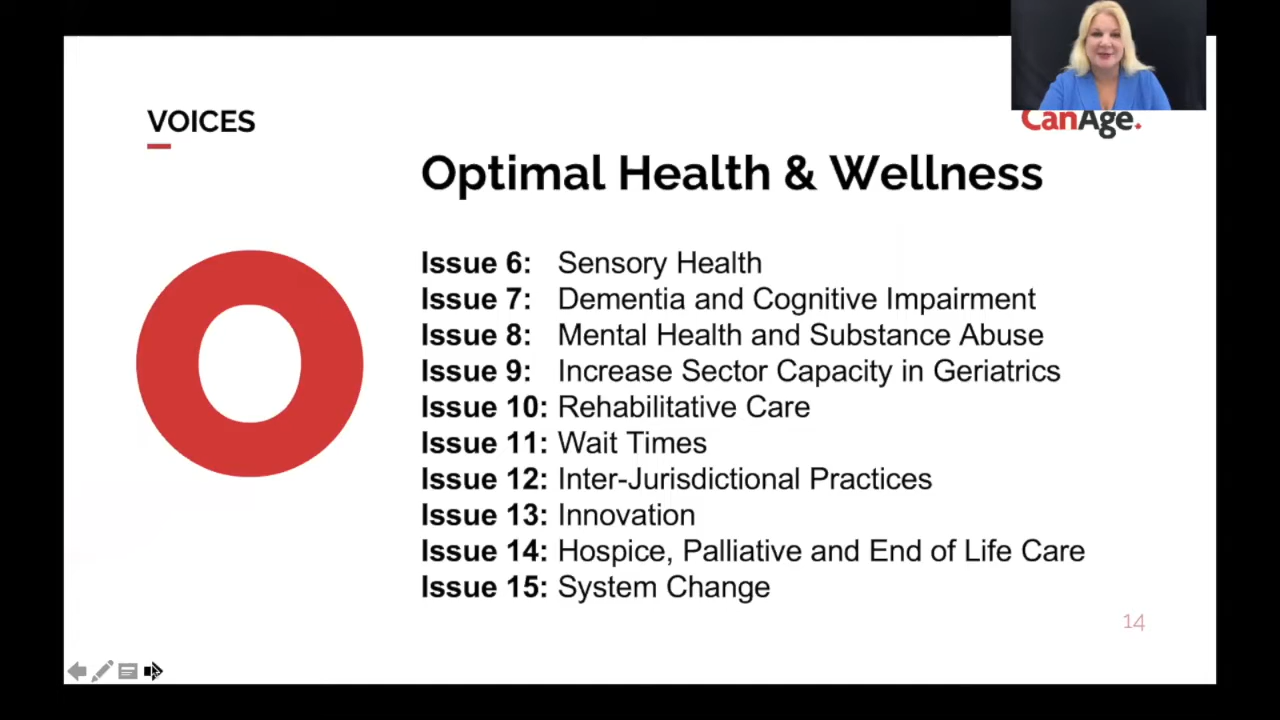 VOICES
CanAge.
Optimal Health & Wellness
O
Issue 6: Sensory Health
Issue 7: Dementia and Cognitive Impairment
Issue 8: Mental Health and Substance Abuse
Issue 9: Increase Sector Capacity in Geriatrics
Issue 10: Rehabilitative Care
Issue 11: Wait Times
Issue 12: Inter-Jurisdictional Practices
Issue 13: Innovation
Issue 14: Hospice, Palliative and End of Life Care
Issue 15: System Change
14